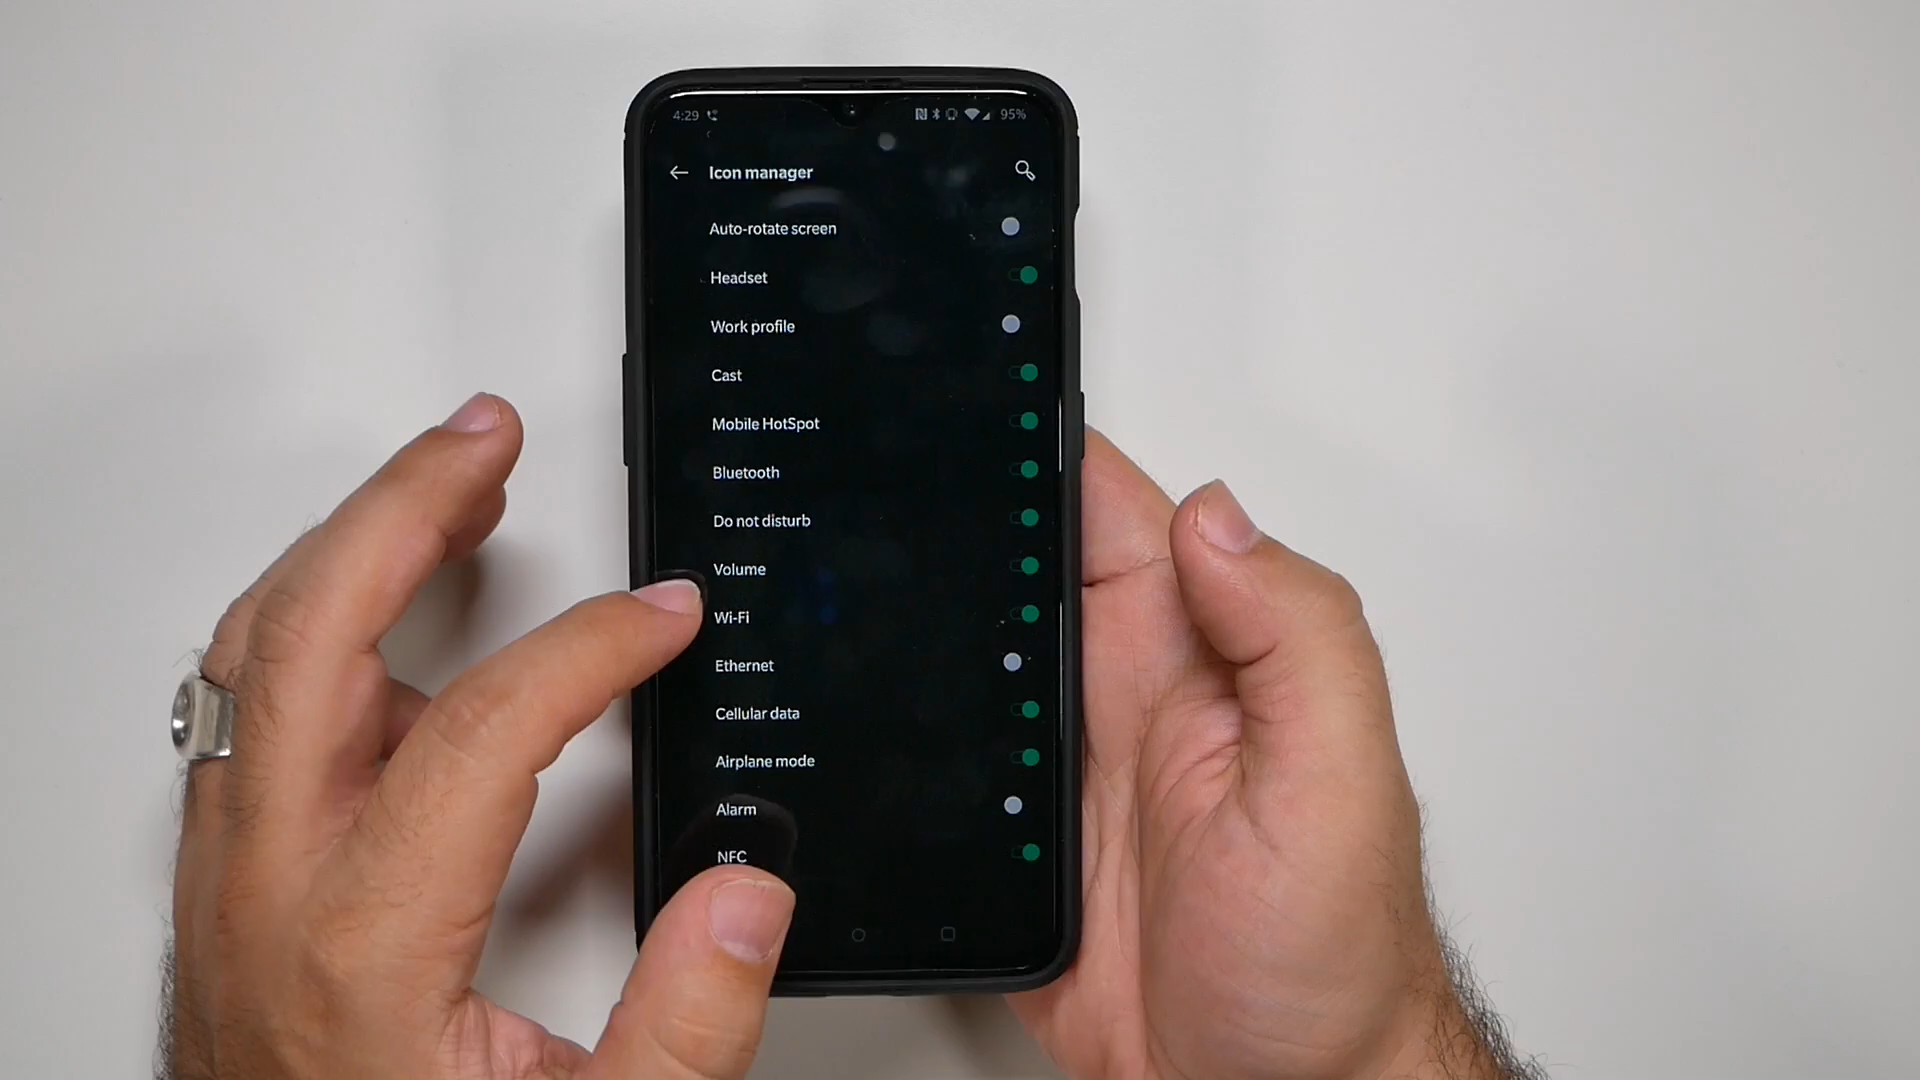 4:29 95%
Icon manager
Auto-rotate screen
Headset
Work profile
Cast
Mobile HotSpot
Bluetooth
Do not disturb
Volume
Wi-Fi
Ethernet
Cellular data
Airplane mode
Alarm
NFC